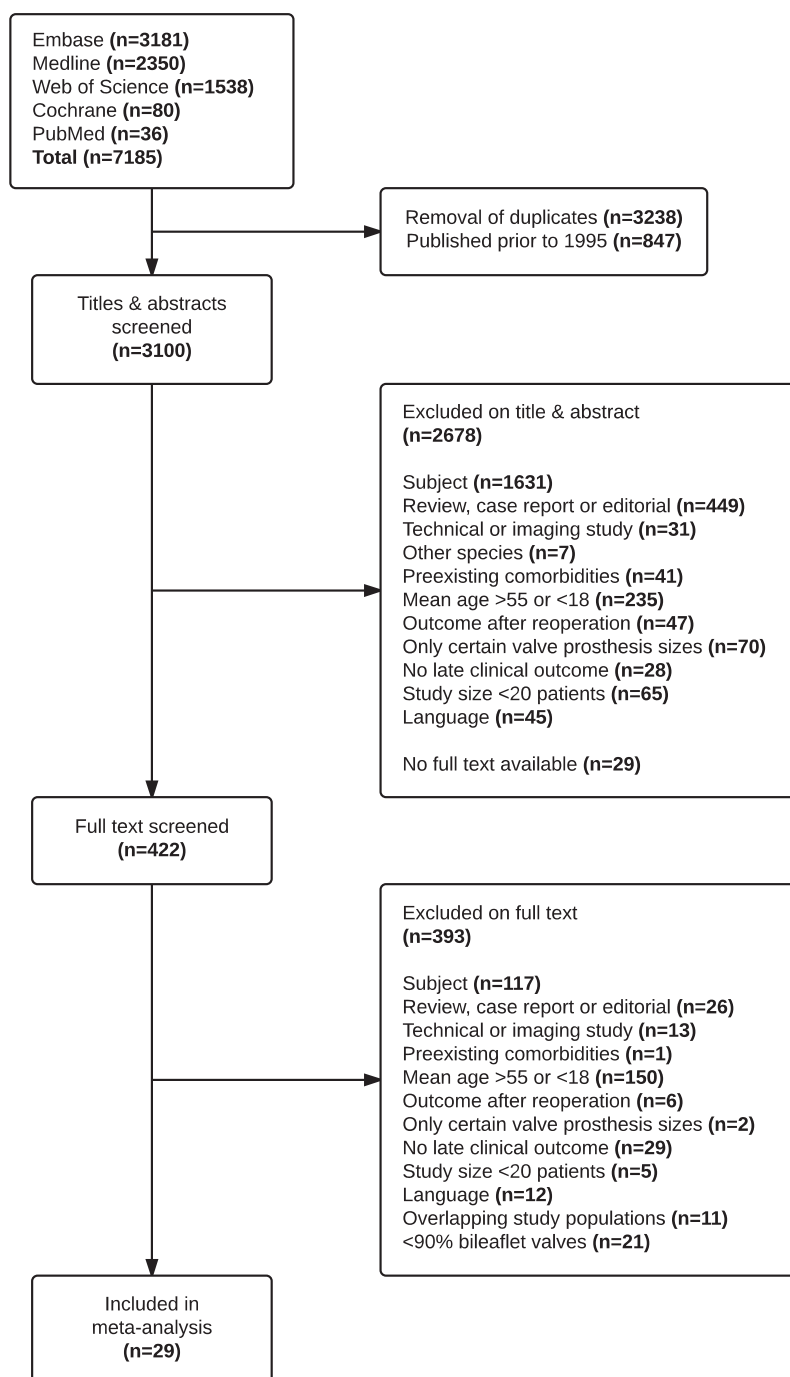 Embase (n=3181)
Medline (n=2350)
Web of Science (n=1538)
Cochrane (n=80)
PubMed (n=36)
Total (n=7185)
Removal of duplicates (n=3238)
Published prior to 1995 (n=847)
Titles & abstracts
screened
(n=3100)
Excluded on title & abstract
(n=2678)
Subject (n=1631)
Review, case report or editorial (n=449)
Technical or imaging study (n=31)
Other species (n=7)
Preexisting comorbidities (n=41)
Mean age >55 or <18 (n=235)
Outcome after reoperation (n=47)
Only certain valve prosthesis sizes (n=70)
No late clinical outcome (n=28)
Study size <20 patients (n=65)
Language (n=45)
No full text available (n=29)
Full text screened
(n=422)
Excluded on full text
(n=393)
Subject (n=117)
Review, case report or editorial (n=26)
Technical or imaging study (n=13)
Preexisting comorbidities (n=1)
Mean age >55 or <18 (n=150)
Outcome after reoperation (n=6)
Only certain valve prosthesis sizes (n=2)
No late clinical outcome (n=29)
Study size <20 patients (n=5)
Language (n=12)
Overlapping study populations (n=11)
<90% bileaflet valves (n=21)
Included in
meta-analysis
(n=29)